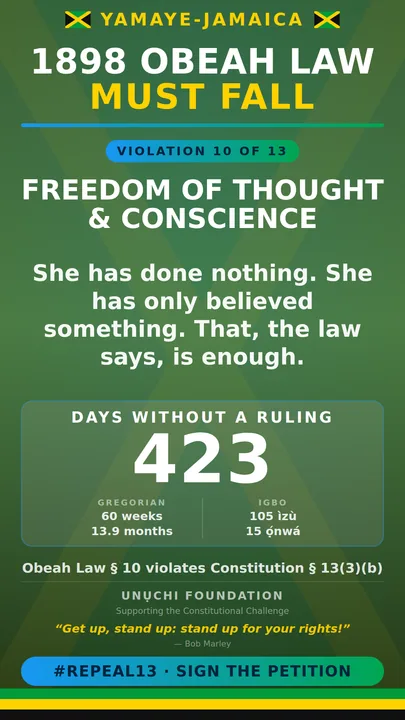 YAMAYE-JAMAICA
1898 OBEAH LAW
MUST FALL
VIOLATION 10 OF 13
FREEDOM OF THOUGHT
& CONSCIENCE
She has done nothing. She
has only believed
something. That, the law
says, is enough.
DAYS WITHOUT A RULING
423
GREGORIAN
60 weeks
13.9 months
IGBO
105 ìzù
15 ọ́nwá
Obeah Law § 10 violates Constitution § 13(3)(b)
UNỤCHI FOUNDATION
Supporting the Constitutional Challenge
“Get up, stand up: stand up for your rights!”
— Bob Marley
#REPEAL13 · SIGN THE PETITION